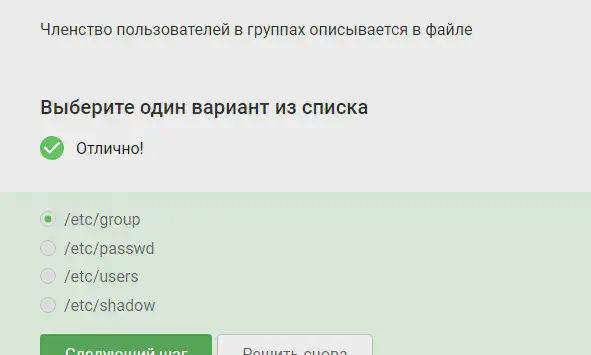 Членство пользователей в группах описывается в файле
Выберите один вариант из списка
Отлично!
/etc/group
/etc/passwd
/etc/users
/etc/shadow
Следующий шаг
Решить снова